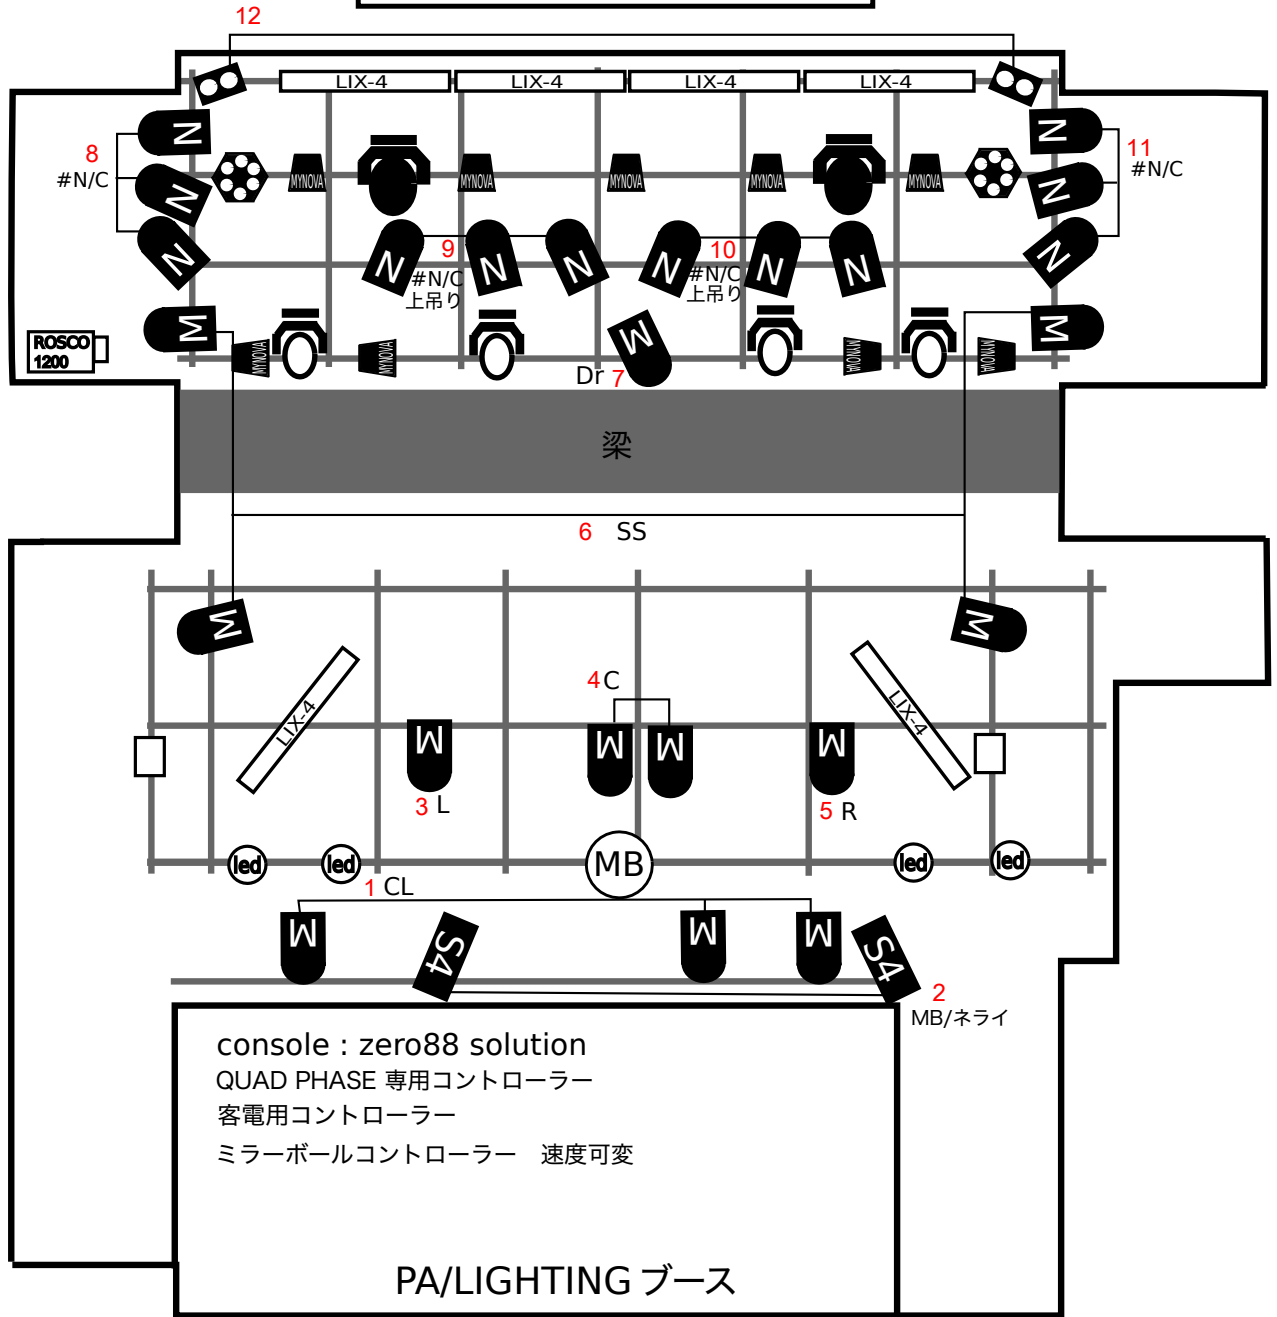 12
LIX-4 LIX-4 LIX-4 LIX-4
N N
8 11
#N/C #N/C
MYNOVA MYNOVA MYNOVA MYNOVA MYNOVA
N N
N N N N N N N N
9 10
#N/C #N/C
上吊り 上吊り
M M M
ROSCO
1200
MYNOVA MYNOVA MYNOVA MYNOVA
Dr 7
梁
6 SS
M M
LIX-4 LIX-4
4 C
M M M M
3 L
5 R
led led MB led led
1 CL
M S4 M M S4
2
MB/ネライ
console : zero88 solution
QUAD PHASE 専用コントローラー
客電用コントローラー
ミラーボールコントローラー　速度可変
PA/LIGHTING ブース